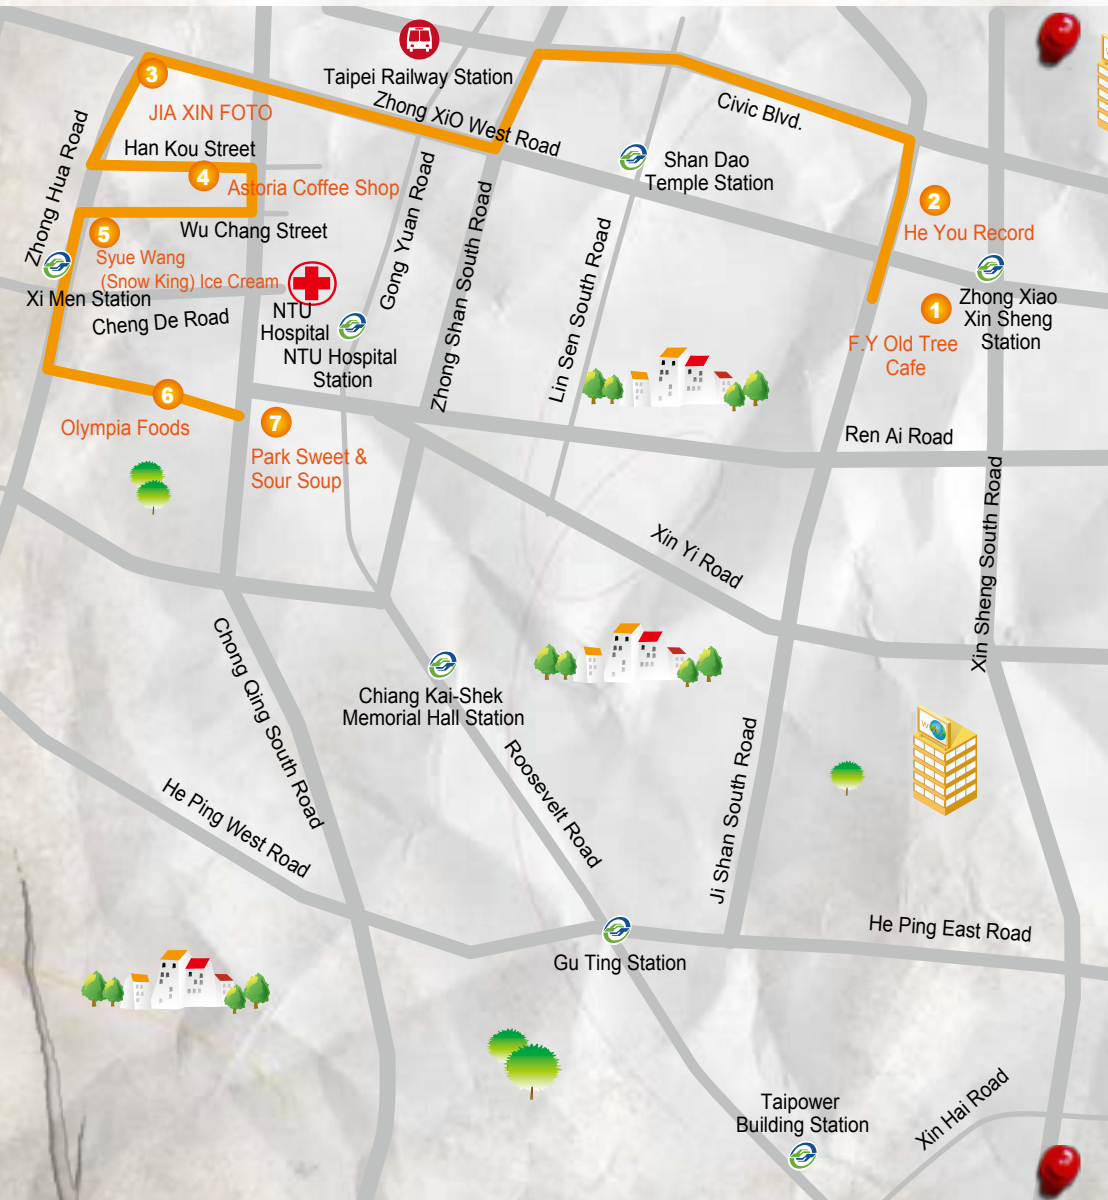 Taipei Railway Station
3
JIA XIN FOTO
Zhong XiO West Road
Civic Blvd.
Zhong Hua Road
Han Kou Street
4
Astoria Coffee Shop
Shan Dao
Temple Station
2
He You Record
Wu Chang Street
5
Syue Wang
(Snow King) Ice Cream
Gong Yuan Road
Zhong Shan South Road
Lin Sen South Road
Xi Men Station
Cheng De Road
NTU
Hospital
NTU Hospital
Station
Zhong Xiao
Xin Sheng
Station
1
F.Y Old Tree
Cafe
6
Olympia Foods
7
Park Sweet &
Sour Soup
Ren Ai Road
Xin Yi Road
Xin Sheng South Road
Chong Qing South Road
Chiang Kai-Shek
Memorial Hall Station
Roosevelt Road
Ji Shan South Road
He Ping West Road
He Ping East Road
Gu Ting Station
Taipower
Building Station
Xin Hai Road